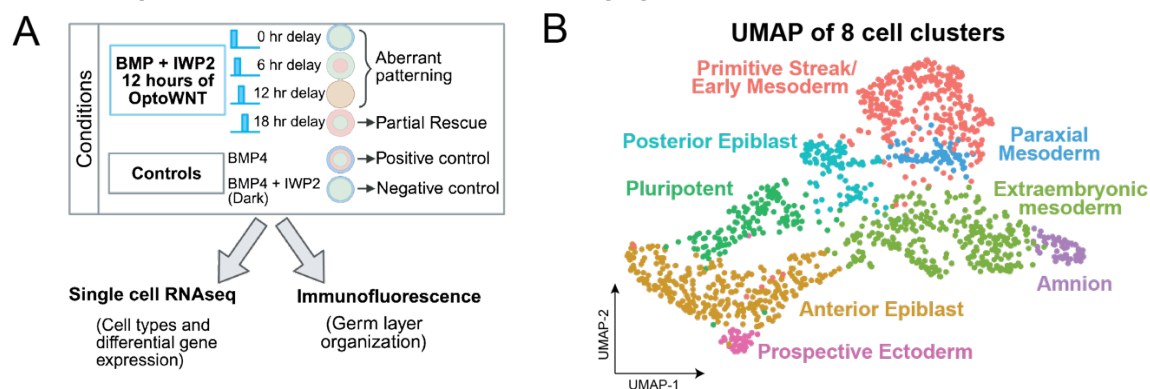 A
Conditions
BMP + IWP2
12 hours of
OptoWNT
0 hr delay
6 hr delay
12 hr delay
18 hr delay
Aberrant
patterning
Partial Rescue
Controls
BMP4
Positive control
BMP4 + IWP2
(Dark)
Negative control
Single cell RNAseq
(Cell types and
differential gene
expression)
Immunofluorescence
(Germ layer
organization)
B
UMAP of 8 cell clusters
Primitive Streak/
Early Mesoderm
Posterior Epiblast
Paraxial
Mesoderm
Pluripotent
Extraembryonic
mesoderm
Amnion
Anterior Epiblast
Prospective Ectoderm
UMAP-2
UMAP-1